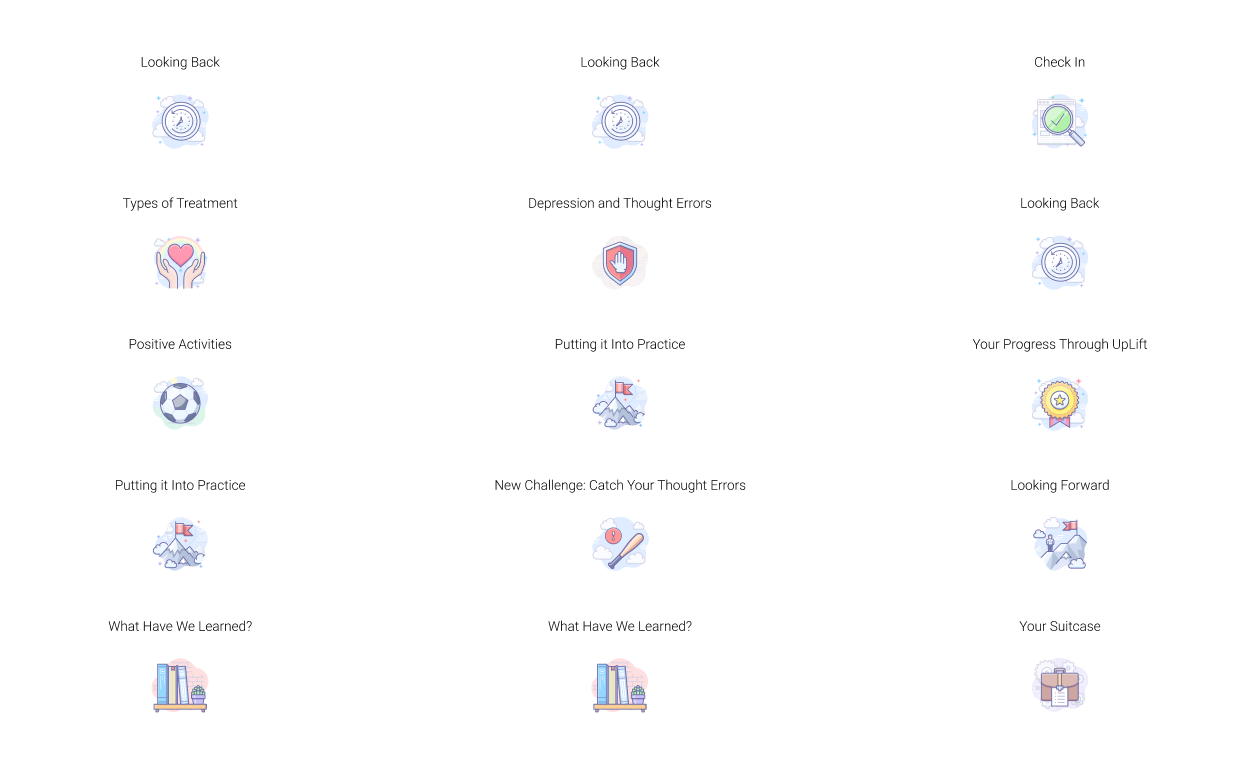 Looking Back
Looking Back
Check In
Types of Treatment
Depression and Thought Errors
Looking Back
Positive Activities
Putting it Into Practice
Your Progress Through UpLift
Putting it Into Practice
New Challenge: Catch Your Thought Errors
Looking Forward
What Have We Learned?
What Have We Learned?
Your Suitcase